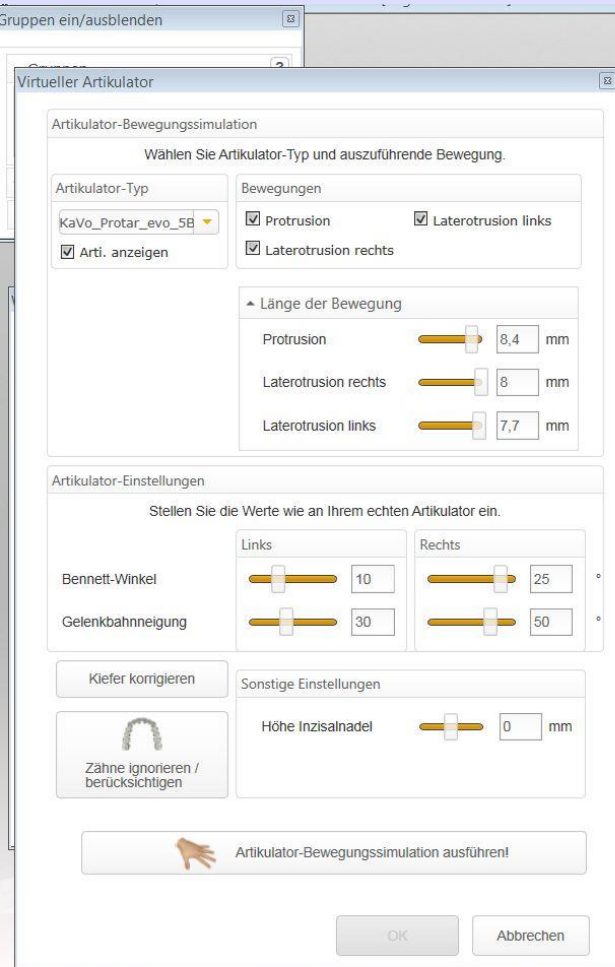 Gruppen ein/ausblenden
Gruppen
?
Virtueller Artikulator
Artikulator-Bewegungssimulation
Wählen Sie Artikulator-Typ und auszuführende Bewegung.
Artikulator-Typ
KaVo_Protar_evo_5B
Arti. anzeigen
Bewegungen
Protrusion
Laterotrusion links
Laterotrusion rechts
Länge der Bewegung
Protrusion 8,4 mm
Laterotrusion rechts 8 mm
Laterotrusion links 7,7 mm
Artikulator-Einstellungen
Stellen Sie die Werte wie an Ihrem echten Artikulator ein.
Links Rechts
Bennett-Winkel 10 25 °
Gelenkbahnneigung 30 50 °
Kiefer korrigieren
Zähne ignorieren /
berücksichtigen
Sonstige Einstellungen
Höhe Inzisalnadel 0 mm
Artikulator-Bewegungssimulation ausführen!
OK Abbrechen